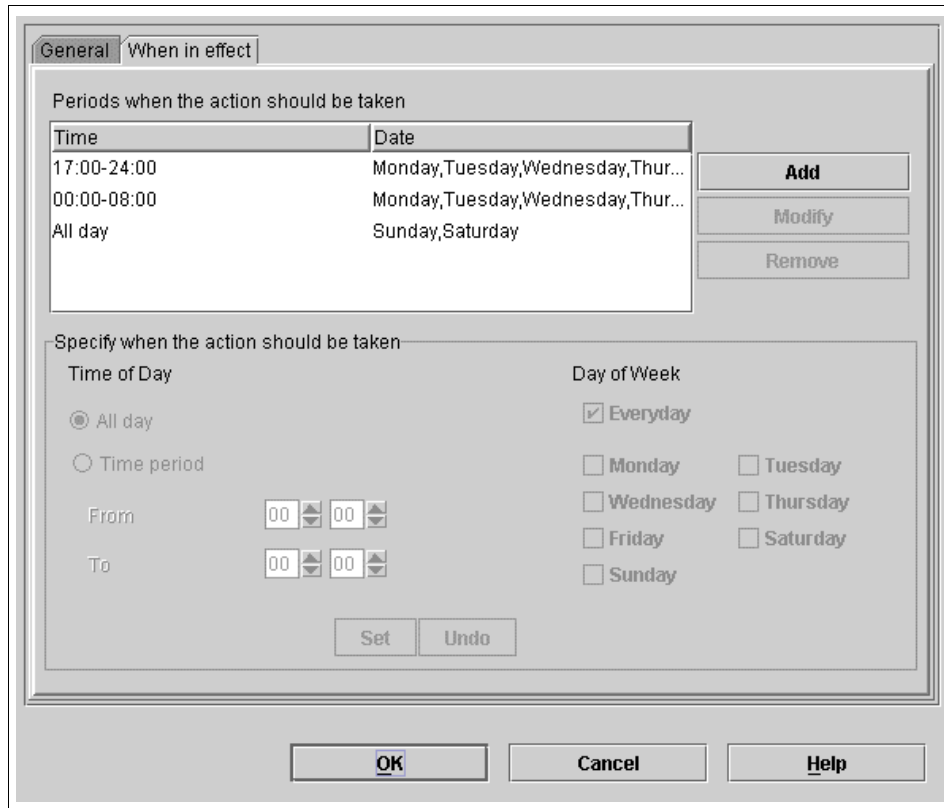 General When in effect
Periods when the action should be taken
Time Date
17:00-24:00 Monday,Tuesday,Wednesday,Thur...
00:00-08:00 Monday,Tuesday,Wednesday,Thur...
All day Sunday,Saturday
Add
Modify
Remove
Specify when the action should be taken
Time of Day
All day
Time period
From 00 00
To 00 00
Day of Week
Everyday
Monday Tuesday
Wednesday Thursday
Friday Saturday
Sunday
Set Undo
OK Cancel Help